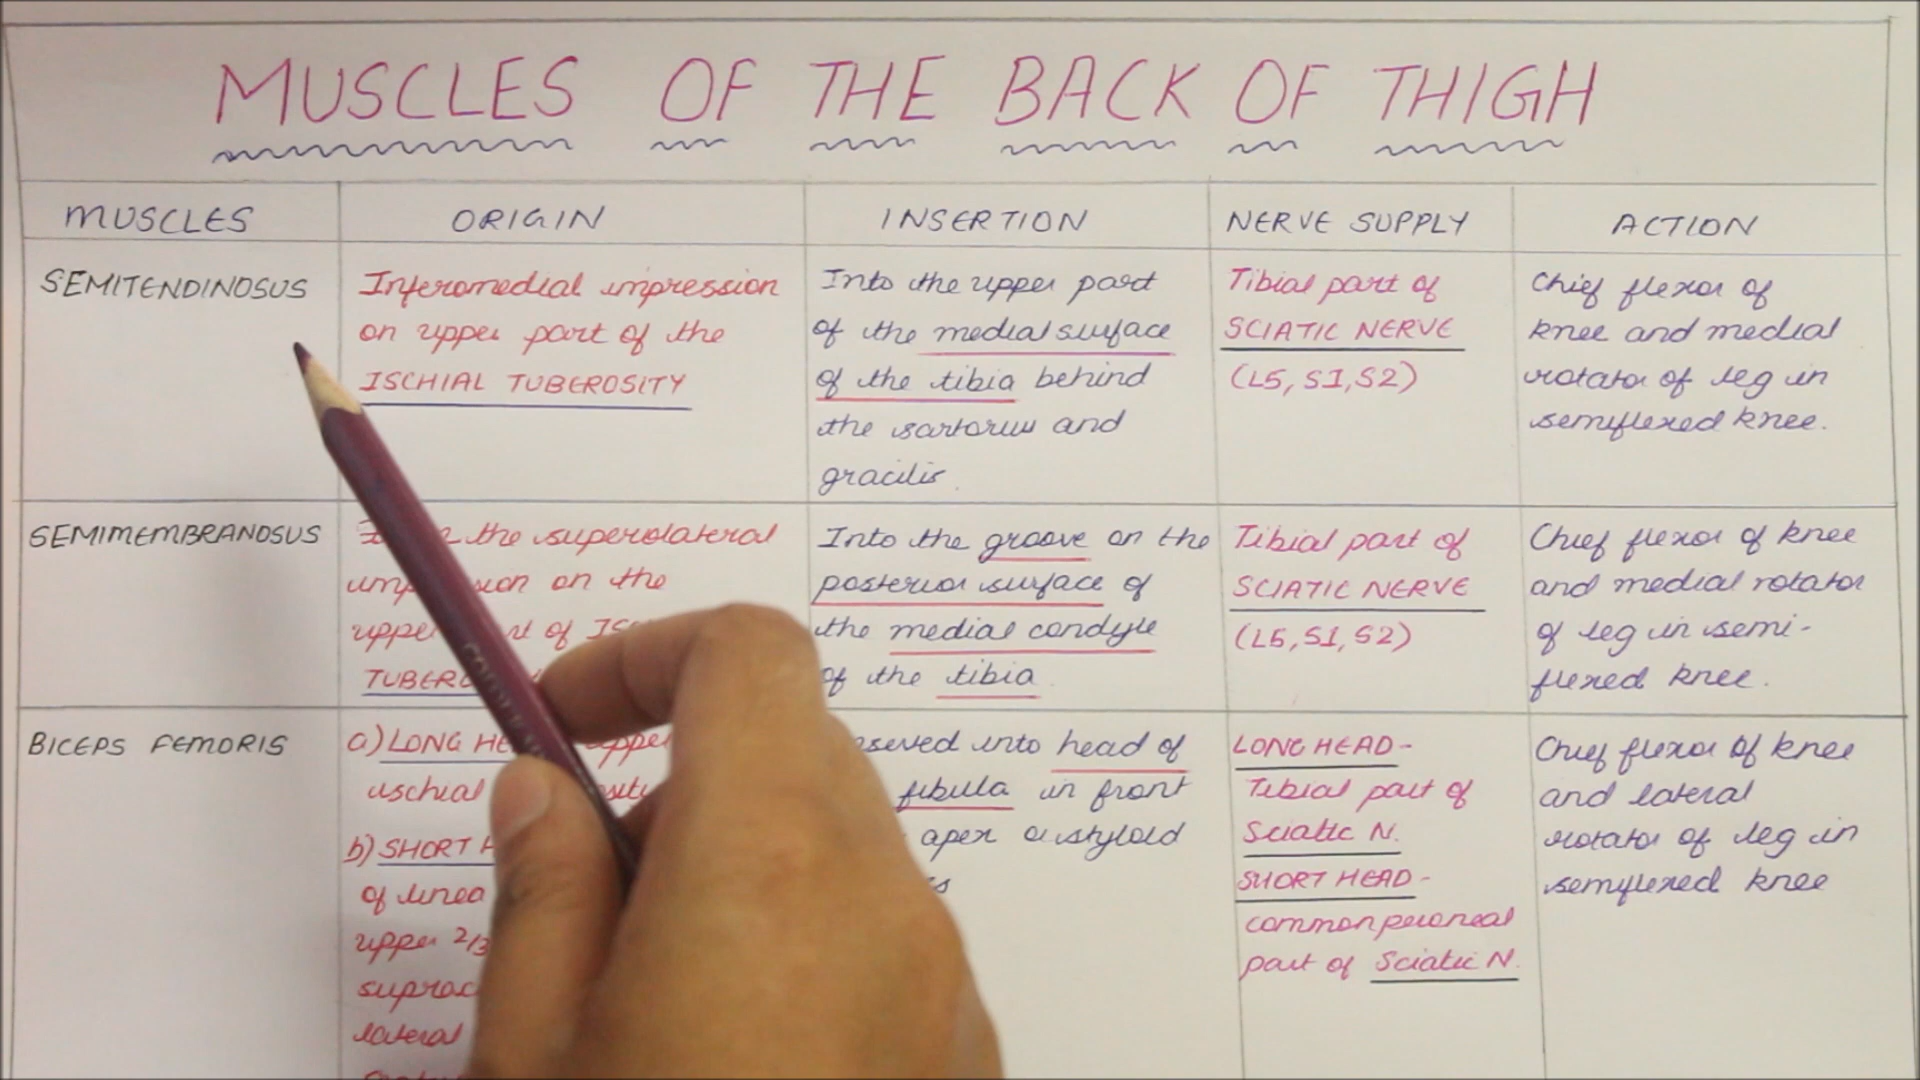 MUSCLES OF THE BACK OF THIGH
MUSCLES
ORIGIN
INSERTION
NERVE SUPPLY
ACTION
SEMITENDINOSUS
Inferomedial impression
on upper part of the
ISCHIAL TUBEROSITY
Into the upper part
of the medial surface
of the tibia behind
the sartorius and
gracilis.
Tibial part of
SCIATIC NERVE
(L5, S1, S2)
Chief flexor of
knee and medial
rotator of leg in
semiflexed knee.
SEMIMEMBRANOSUS
the superolateral
on the
of
Into the groove on the
posterior surface of
the medial condyle
of the tibia.
Tibial part of
SCIATIC NERVE
(L5, S1, S2)
Chief flexor of knee
and medial rotator
of leg in semi-
flexed knee.
BICEPS FEMORIS
a) LONG
ischial
b) SHORT
of linea
upper 2/3
lateral
into head of
fibula in front
apex or styloid
LONG HEAD-
Tibial part of
Sciatic N.
SHORT HEAD-
common peroneal
part of Sciatic N.
Chief flexor of knee
and lateral
rotator of leg in
semiflexed knee